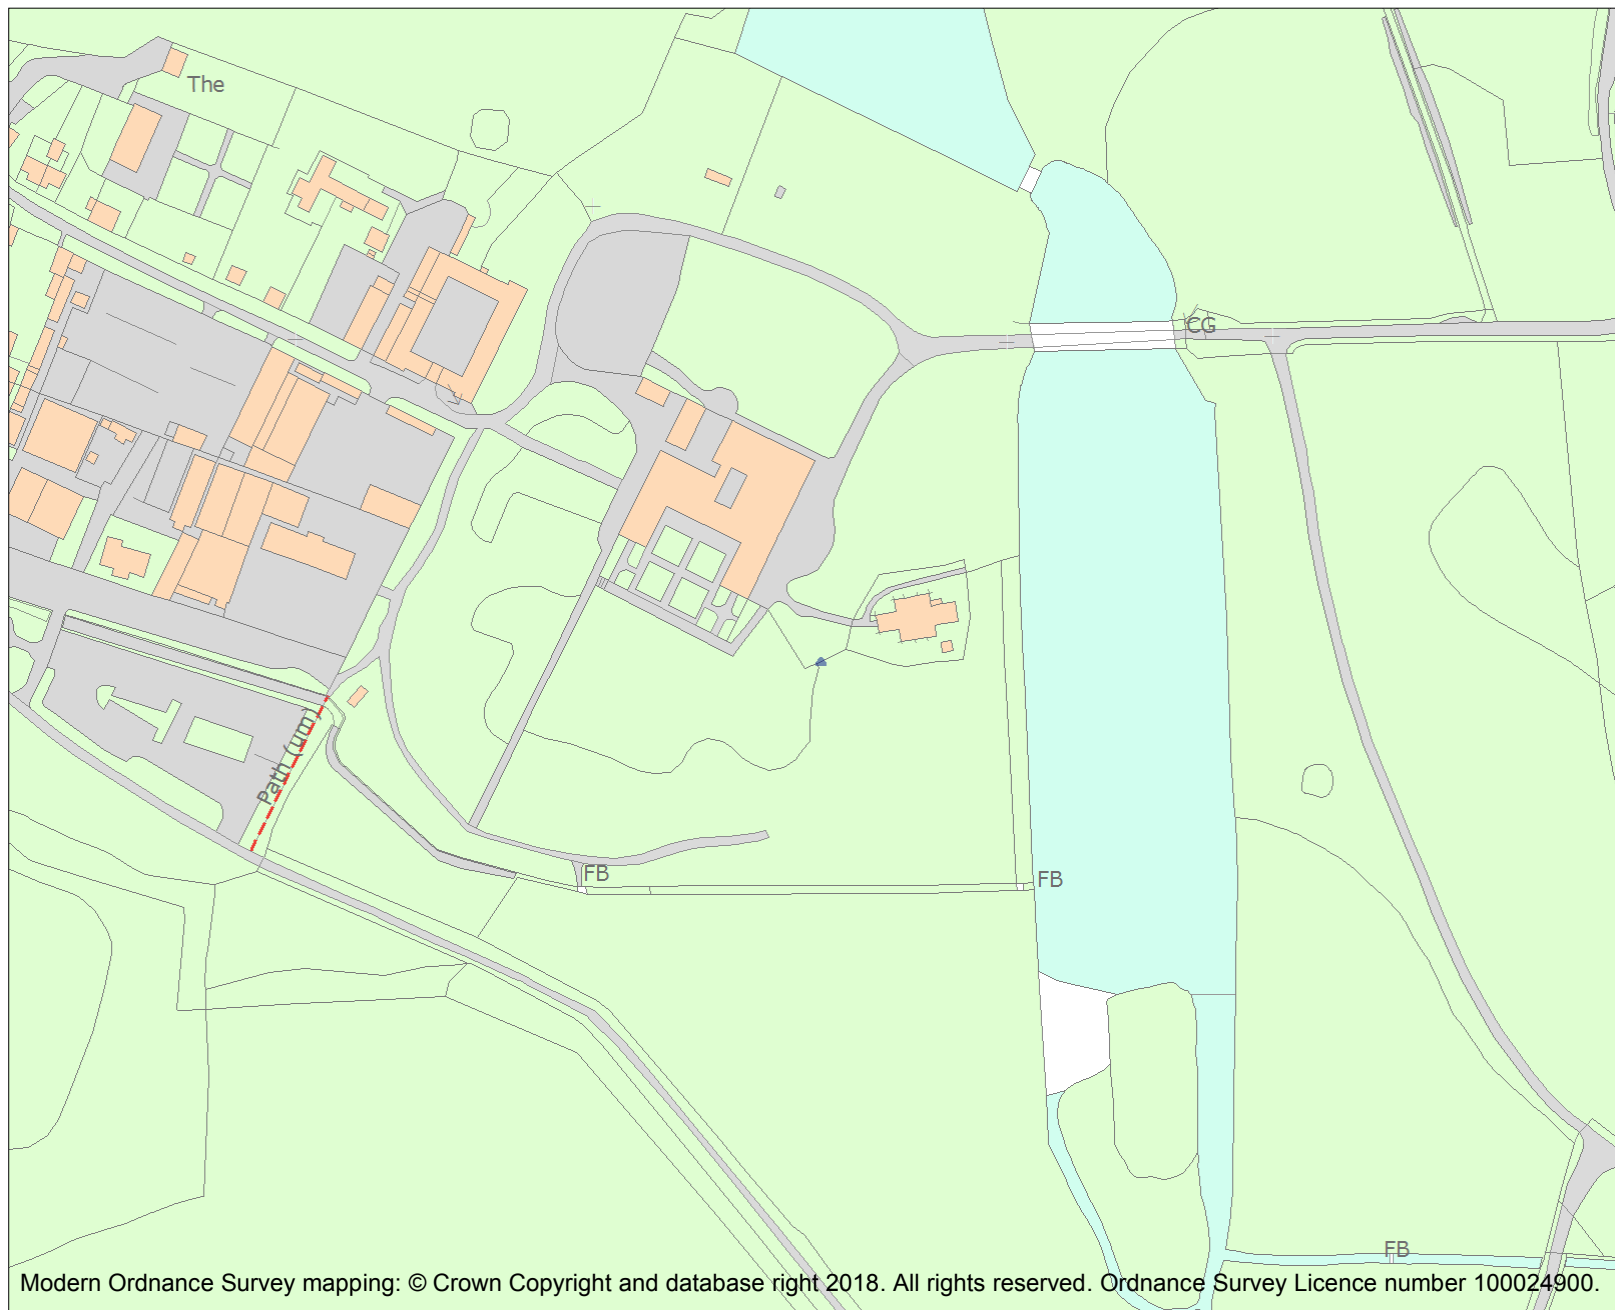 The
CG
Path (um)
FB
FB
FB
Modern Ordnance Survey mapping: © Crown Copyright and database right 2018. All rights reserved. Ordnance Survey Licence number 100024900.